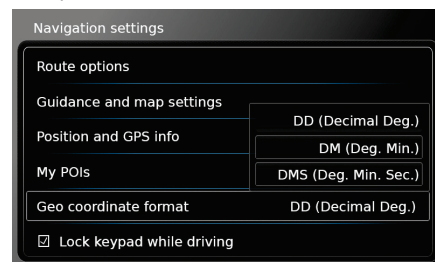 Navigation settings
Route options
Guidance and map settings
DD (Decimal Deg.)
Position and GPS info
DM (Deg. Min.)
My POIs
DMS (Deg. Min. Sec.)
Geo coordinate format DD (Decimal Deg.)
☑ Lock keypad while driving